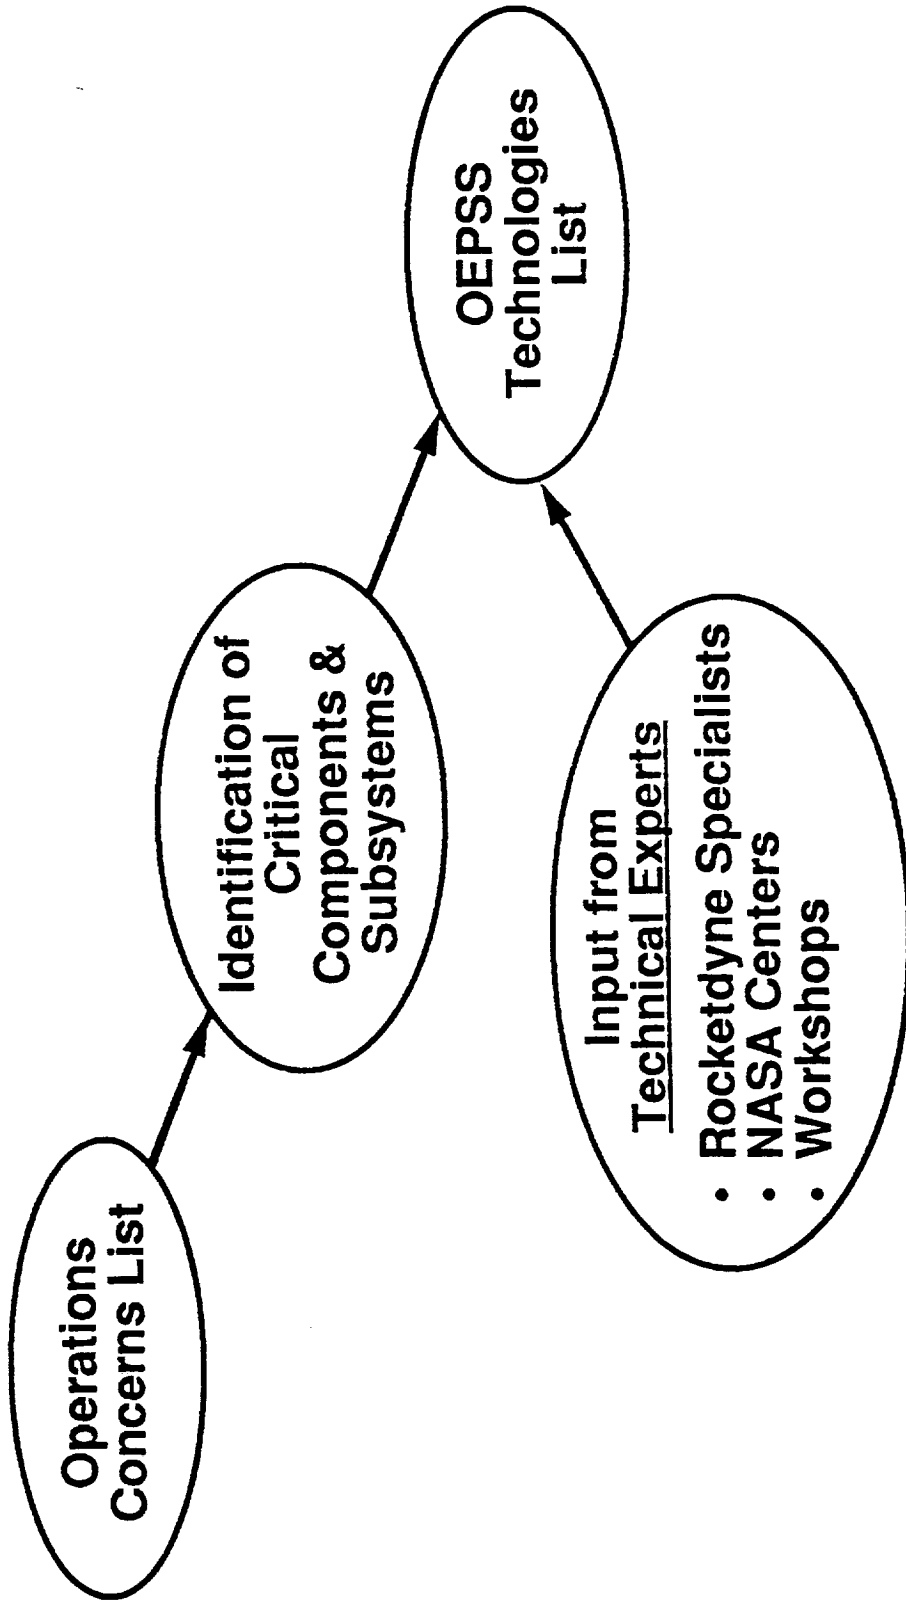 Operations
Concerns List
Identification of
Critical
Components &
Subsystems
OEPSS
Technologies
List
Input from
Technical Experts
• Rocketdyne Specialists
• NASA Centers
• Workshops